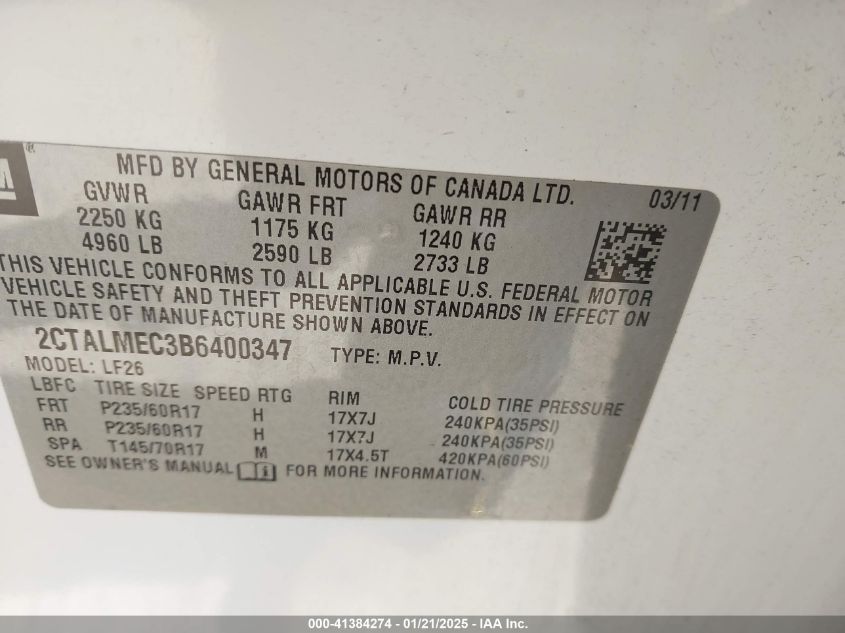 MFD BY GENERAL MOTORS OF CANADA LTD. 03/11
GVWR GAWR FRT GAWR RR
2250 KG 1175 KG 1240 KG
4960 LB 2590 LB 2733 LB
THIS VEHICLE CONFORMS TO ALL APPLICABLE U.S. FEDERAL MOTOR
VEHICLE SAFETY AND THEFT PREVENTION STANDARDS IN EFFECT ON
THE DATE OF MANUFACTURE SHOWN ABOVE.
2CTALMEC3B6400347 TYPE: M.P.V.
MODEL: LF26
LBFC TIRE SIZE SPEED RTG RIM COLD TIRE PRESSURE
FRT P235/60R17 H 17X7J 240KPA(35PSI)
RR P235/60R17 H 17X7J 240KPA(35PSI)
SPA T145/70R17 M 17X4.5T 420KPA(60PSI)
SEE OWNER'S MANUAL FOR MORE INFORMATION.
000-41384274 - 01/21/2025 - IAA Inc.